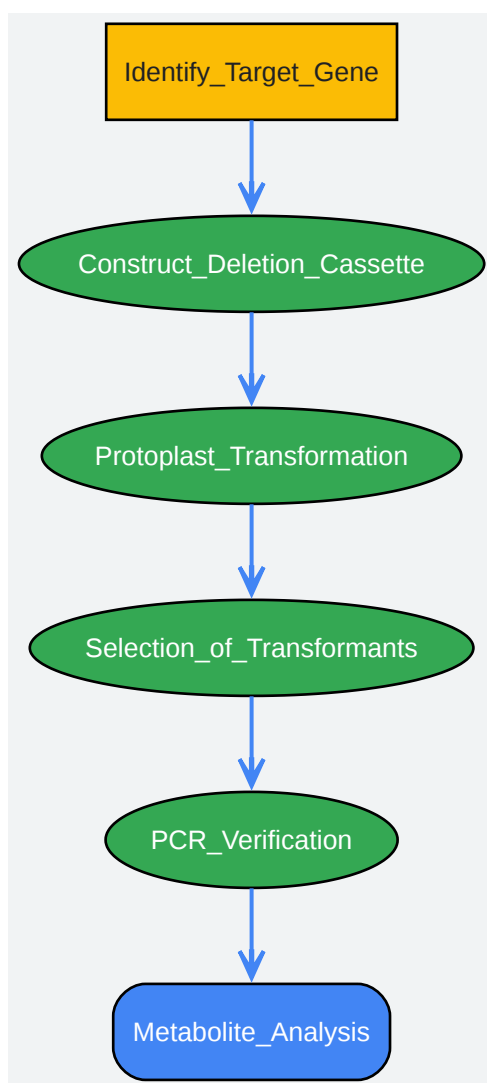 Identify_Target_Gene
Construct_Deletion_Cassette
Protoplast_Transformation
Selection_of_Transformants
PCR_Verification
Metabolite_Analysis